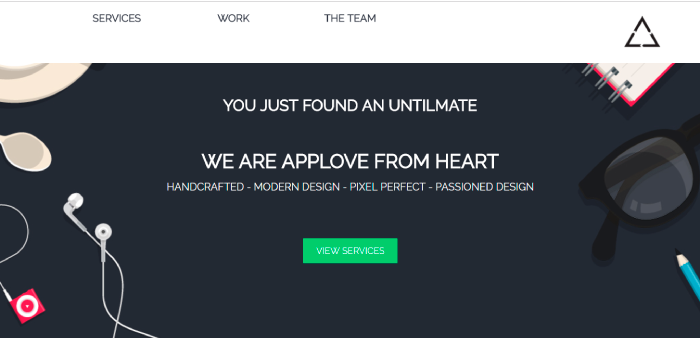 SERVICES WORK THE TEAM
YOU JUST FOUND AN UNTILMATE
WE ARE APPLOVE FROM HEART
HANDCRAFTED - MODERN DESIGN - PIXEL PERFECT - PASSIONED DESIGN
VIEW SERVICES